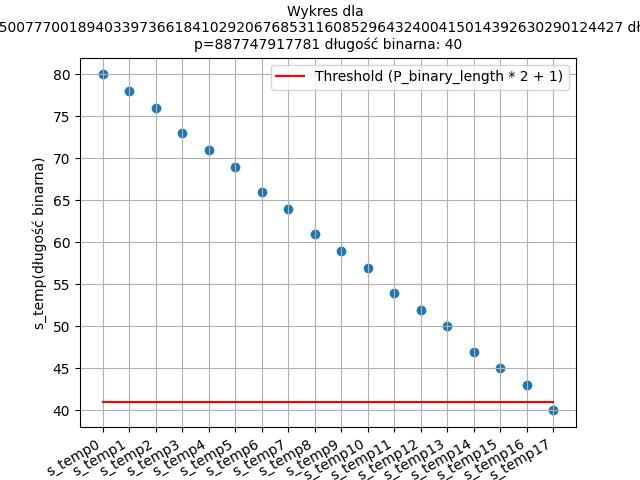 Wykres dla
500777001894033973661841029206768531160852964324004150143926302901244​27 dł
p=887747917781 długość binarna: 40
Threshold (P_binary_length * 2 + 1)
s_temp(długość binarna)
80
75
70
65
60
55
50
45
40
s_temp0
s_temp1
s_temp2
s_temp3
s_temp4
s_temp5
s_temp6
s_temp7
s_temp8
s_temp9
s_temp10
s_temp11
s_temp12
s_temp13
s_temp14
s_temp15
s_temp16
s_temp17